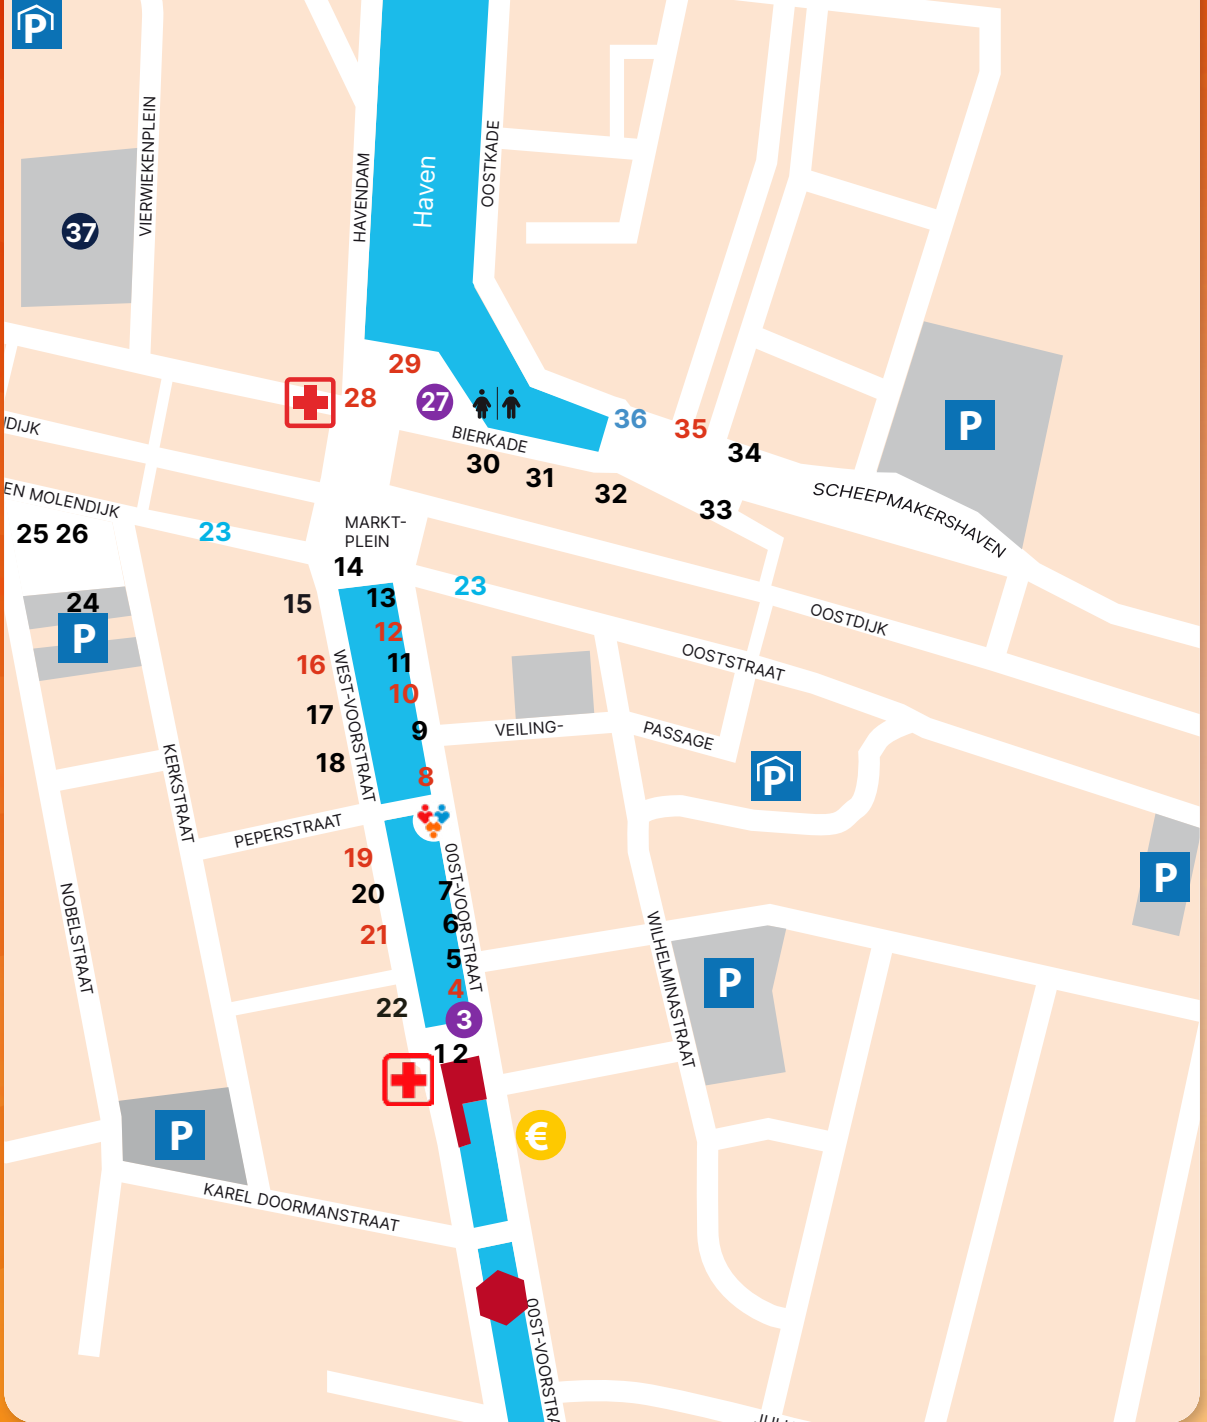 P
VIERWIEKENPLEIN
HAVENDAM
Haven
OOSTKADE
37
29
28
27
36
35
34
P
BIERKADE
30
31
32
33
SCHEEPMAKERSHAVEN
DIJK
EN MOLENDIJK
25 26
23
MARKT-
PLEIN
14
13
23
OOSTDIJK
24
P
15
12
16
11
10
WEST-VOORSTRAAT
OOSTSTRAAT
17
9
VEILING-
PASSAGE
18
8
P
KERKSTRAAT
PEPERSTRAAT
19
20
7
00ST-VOORSTRAAT
P
6
21
5
NOBELSTRAAT
WILHELMINASTRAAT
4
P
22
3
1 2
€
P
KAREL DOORMANSTRAAT
00ST-VOORSTRA